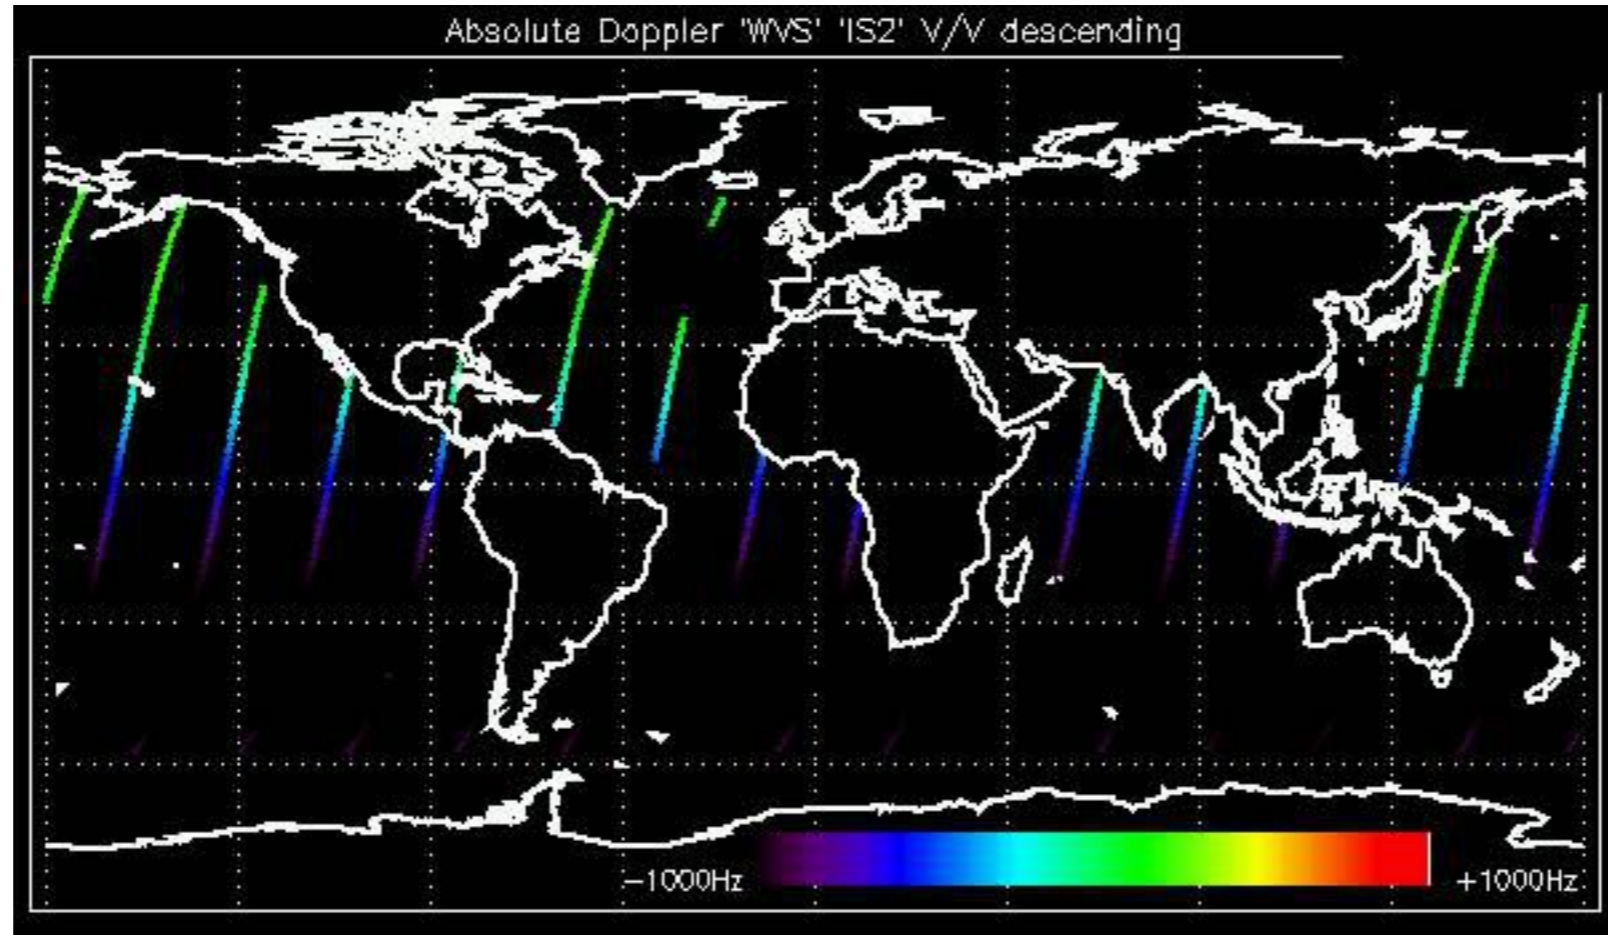 Absolute Doppler 'WVS' 'IS2' V/V descending
−1000Hz
+1000Hz